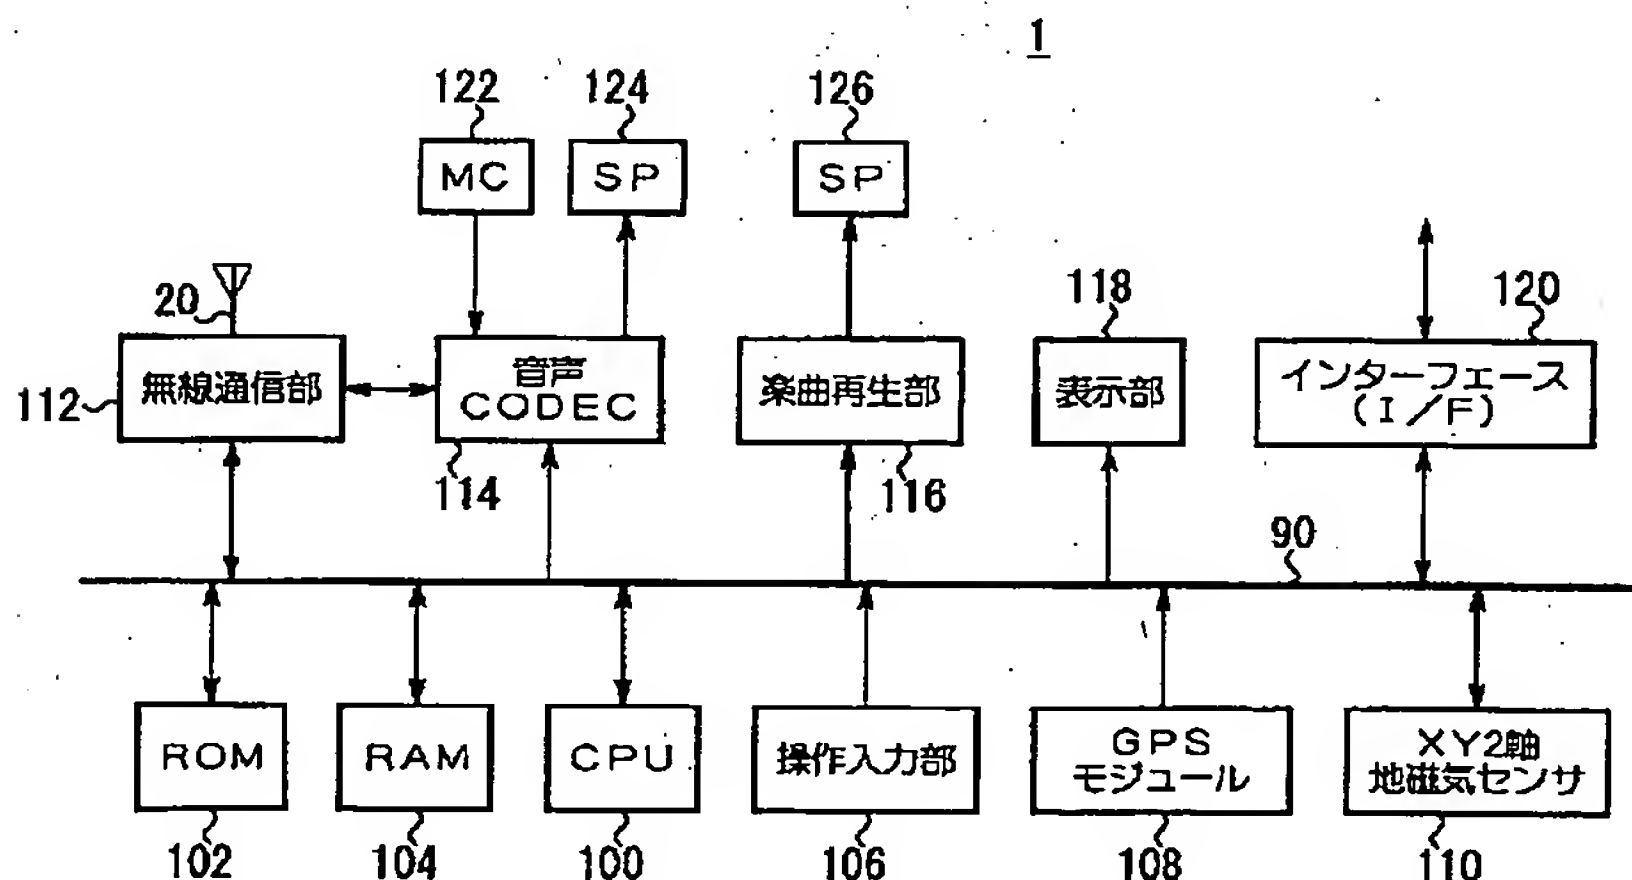 1
122
124
126
MC
SP
SP
20
118
120
112
無線通信部
音声
CODEC
楽曲再生部
表示部
インターフェース
(I/F)
114
116
90
ROM
RAM
CPU
操作入力部
GPS
モジュール
XY2軸
地磁気センサ
102
104
100
106
108
110